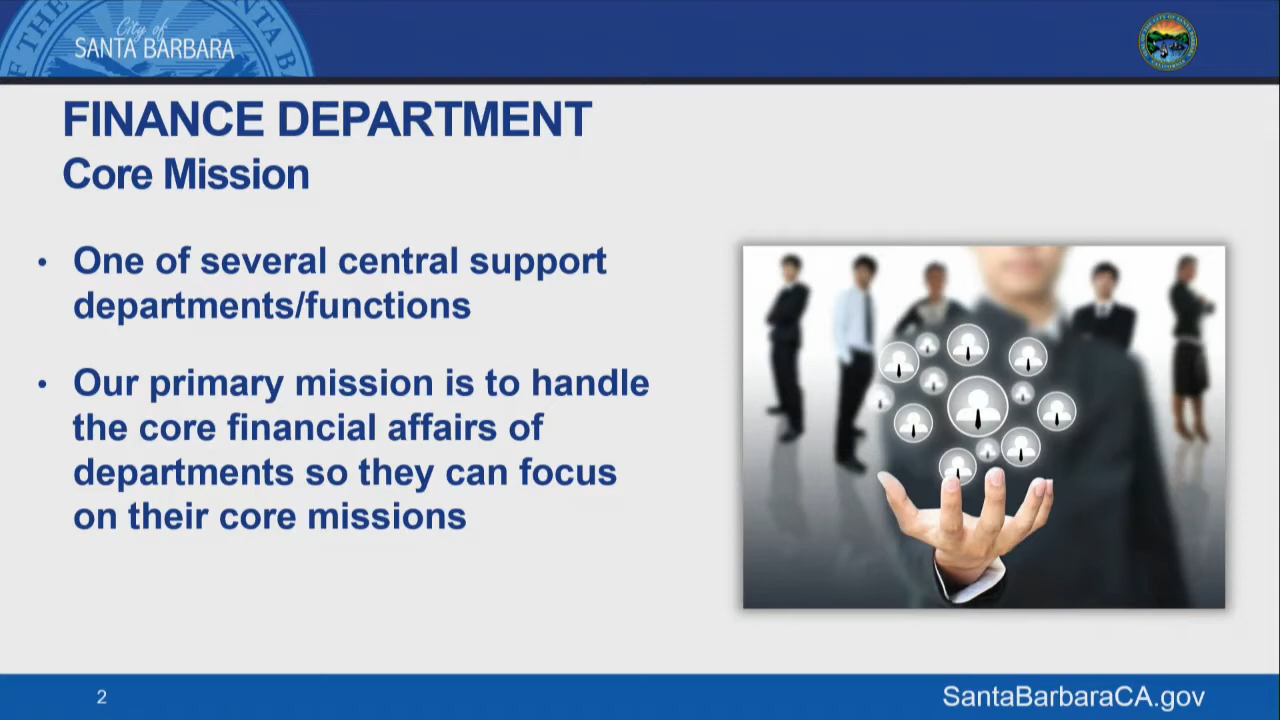 City of
SANTA BARBARA
FINANCE DEPARTMENT
Core Mission
• One of several central support
departments/functions
• Our primary mission is to handle
the core financial affairs of
departments so they can focus
on their core missions
2
SantaBarbaraCA.gov